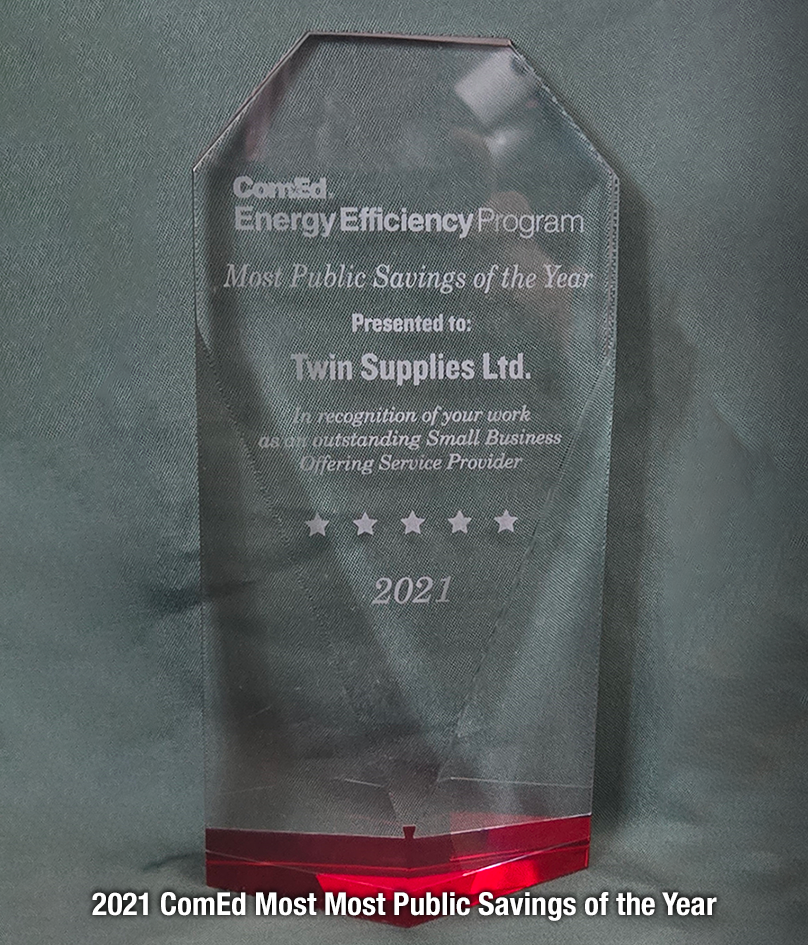 ComEd.
Energy Efficiency Program
Most Public Savings of the Year
Presented to:
Twin Supplies Ltd.
In recognition of your work
as an outstanding Small Business
Offering Service Provider
2021
2021 ComEd Most Most Public Savings of the Year